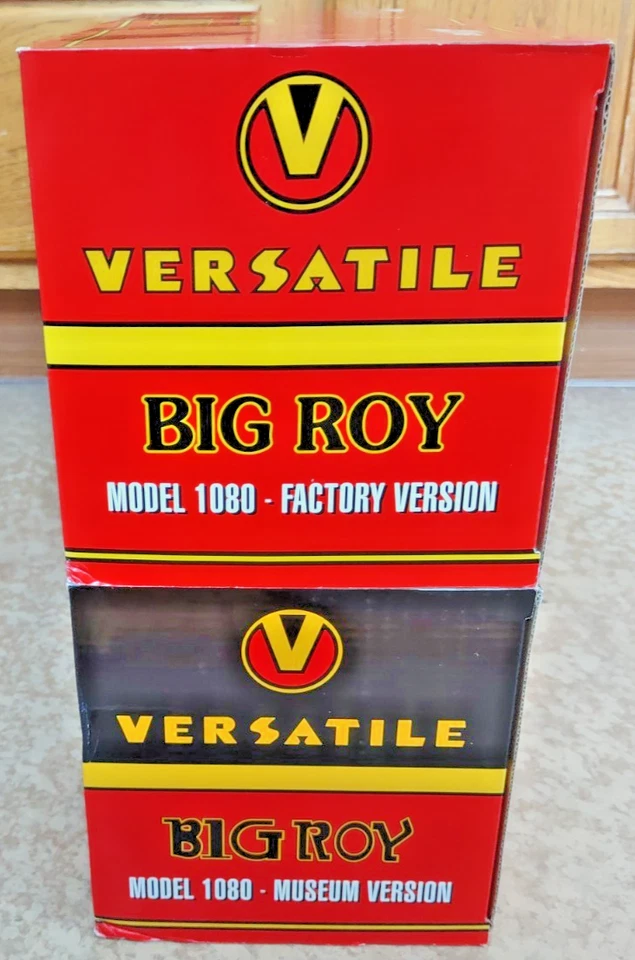 V
VERSATILE
BIG ROY
MODEL 1080 - FACTORY VERSION
V
VERSATILE
BIG ROY
MODEL 1080 - MUSEUM VERSION